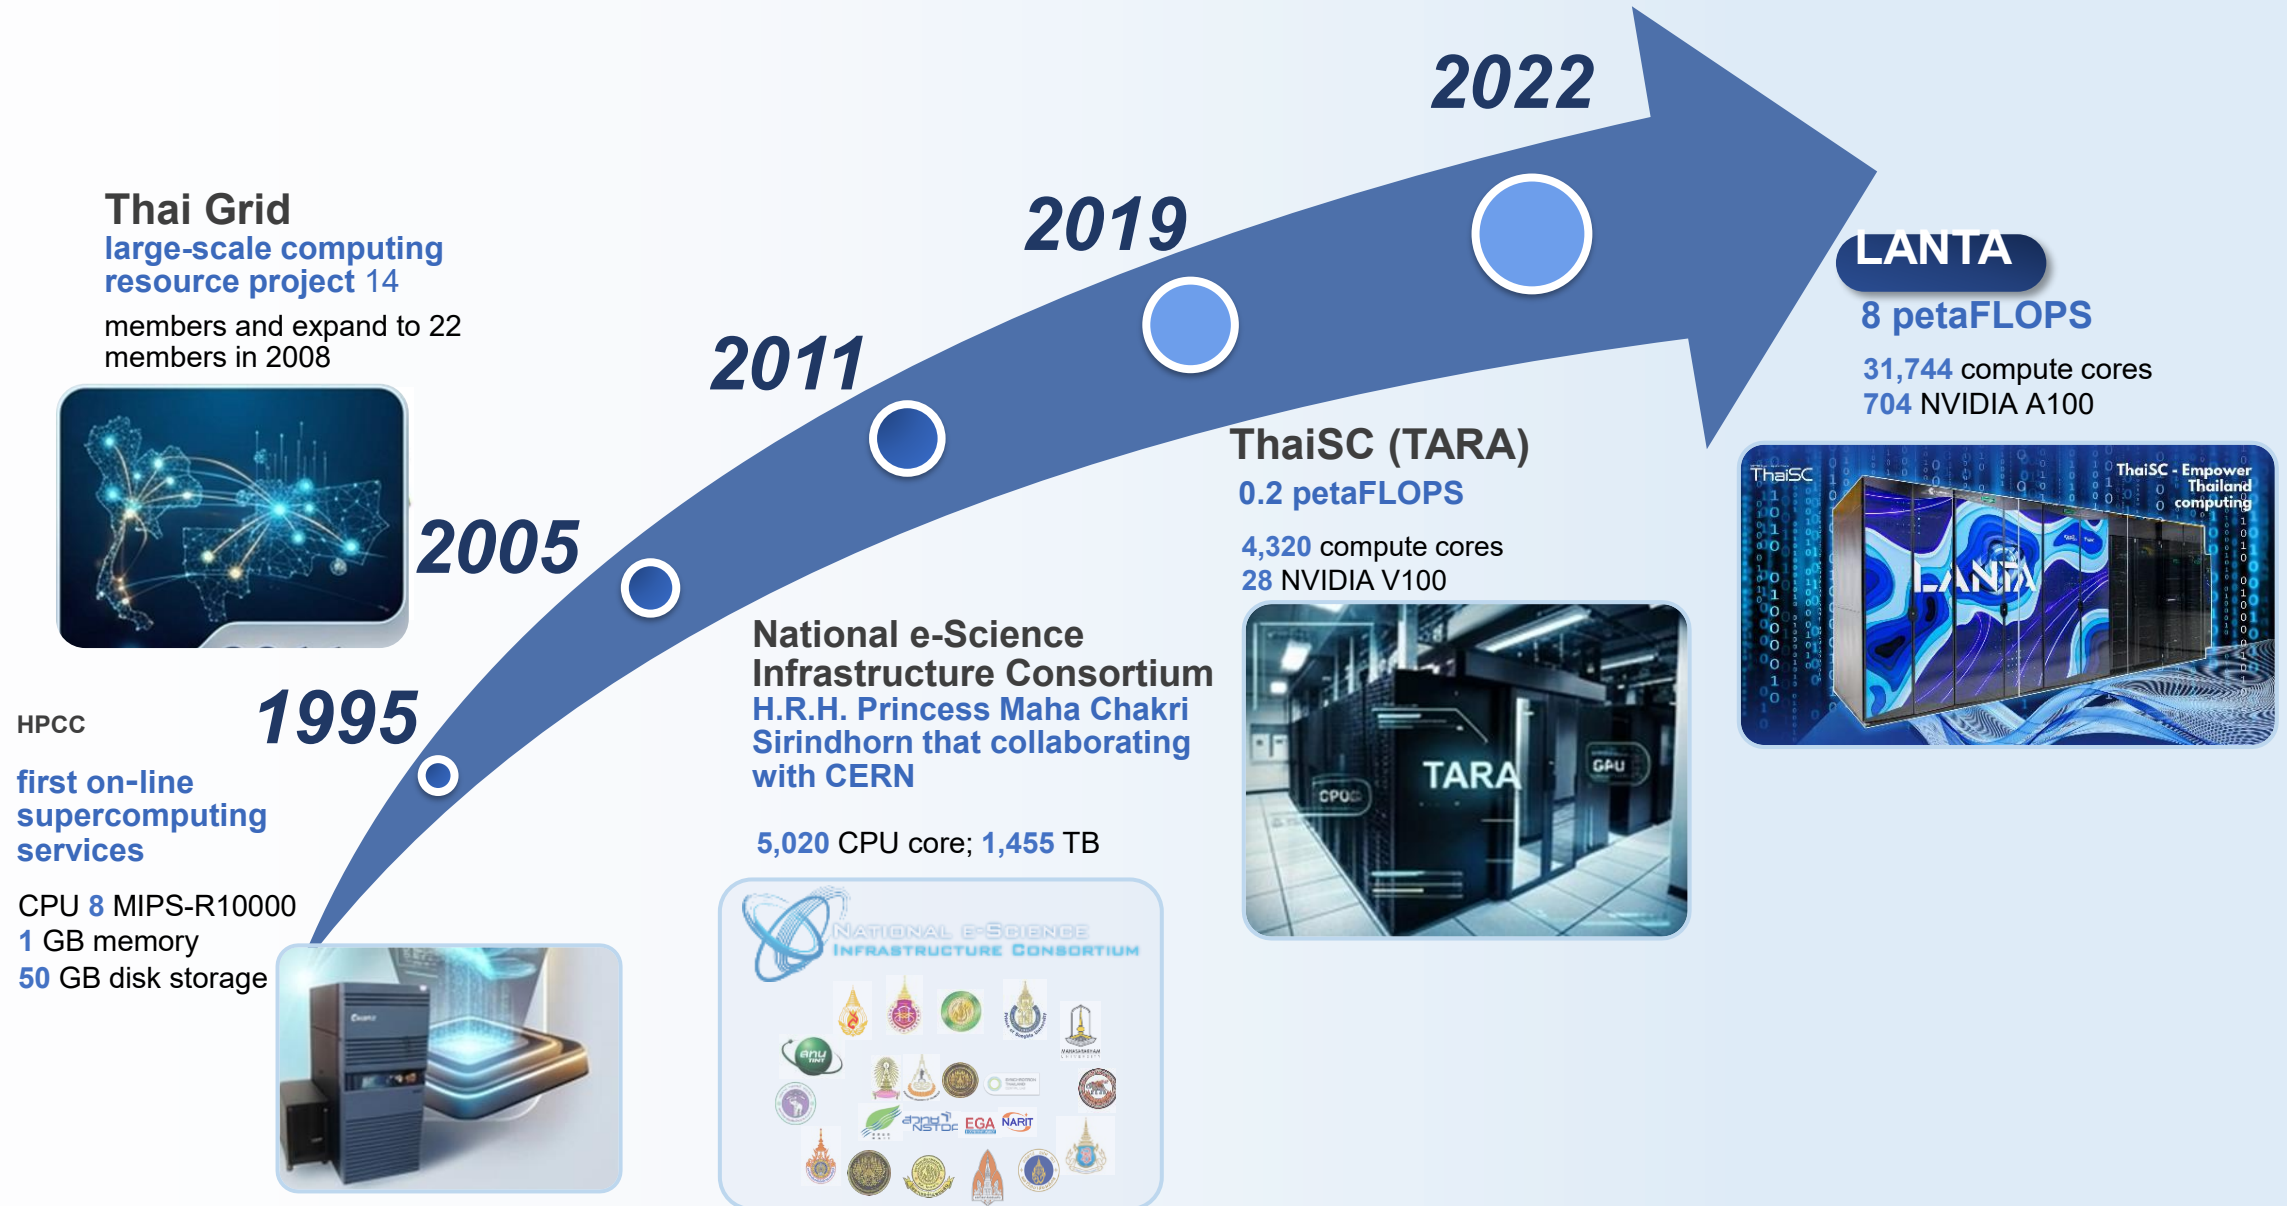 2022
2019
2011
2005
1995
Thai Grid
large-scale computing
resource project 14
members and expand to 22
members in 2008
HPCC
first on-line
supercomputing
services
CPU 8 MIPS-R10000
1 GB memory
50 GB disk storage
National e-Science
Infrastructure Consortium
H.R.H. Princess Maha Chakri
Sirindhorn that collaborating
with CERN
5,020 CPU core; 1,455 TB
NATIONAL E-SCIENCE
INFRASTRUCTURE CONSORTIUM
TINT
MAHASARAKHAM
UNIVERSITY
NSTDA
EGA
NARIT
ThaiSC (TARA)
0.2 petaFLOPS
4,320 compute cores
28 NVIDIA V100
TARA
CPU
GPU
LANTA
8 petaFLOPS
31,744 compute cores
704 NVIDIA A100
ThaiSC
ThaiSC - Empower
Thailand
computing
LANTA